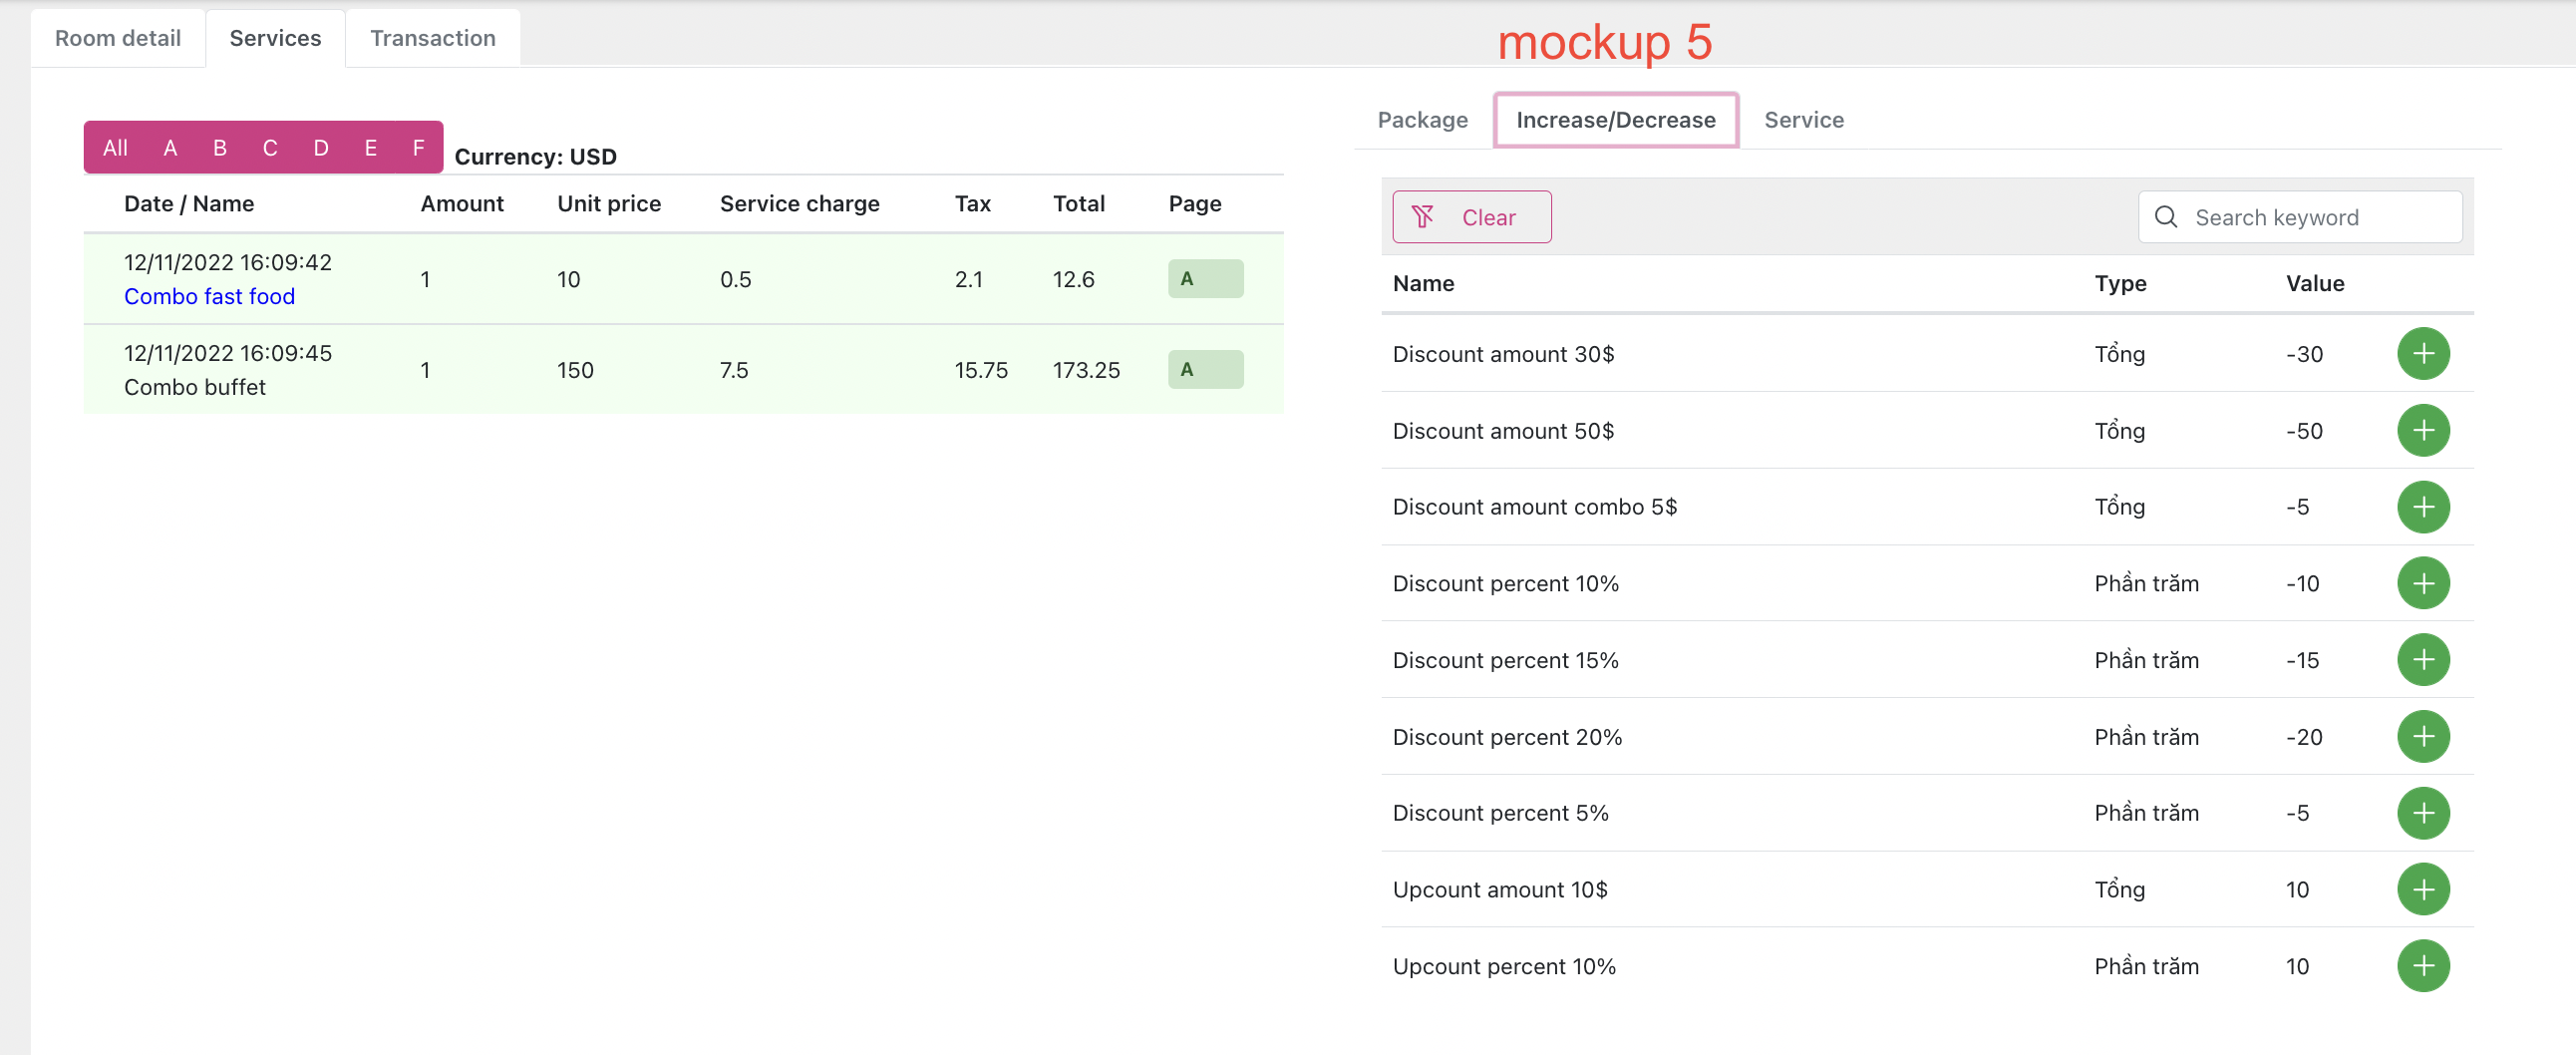 Room detail Services Transaction
mockup 5
All A B C D E F Currency: USD
Date / Name Amount Unit price Service charge Tax Total Page
12/11/2022 16:09:42
Combo fast food
1 10 0.5 2.1 12.6 A
12/11/2022 16:09:45
Combo buffet
1 150 7.5 15.75 173.25 A
Package Increase/Decrease Service
Clear Search keyword
Name Type Value
Discount amount 30$ Tổng -30
Discount amount 50$ Tổng -50
Discount amount combo 5$ Tổng -5
Discount percent 10% Phần trăm -10
Discount percent 15% Phần trăm -15
Discount percent 20% Phần trăm -20
Discount percent 5% Phần trăm -5
Upcount amount 10$ Tổng 10
Upcount percent 10% Phần trăm 10